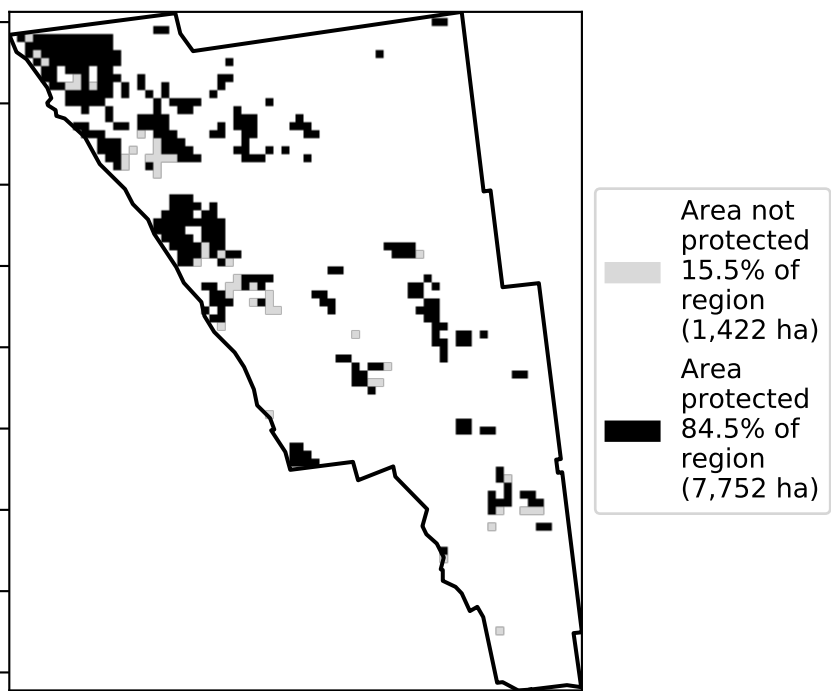 Area not
protected
15.5% of
region
(1,422 ha)
Area
protected
84.5% of
region
(7,752 ha)